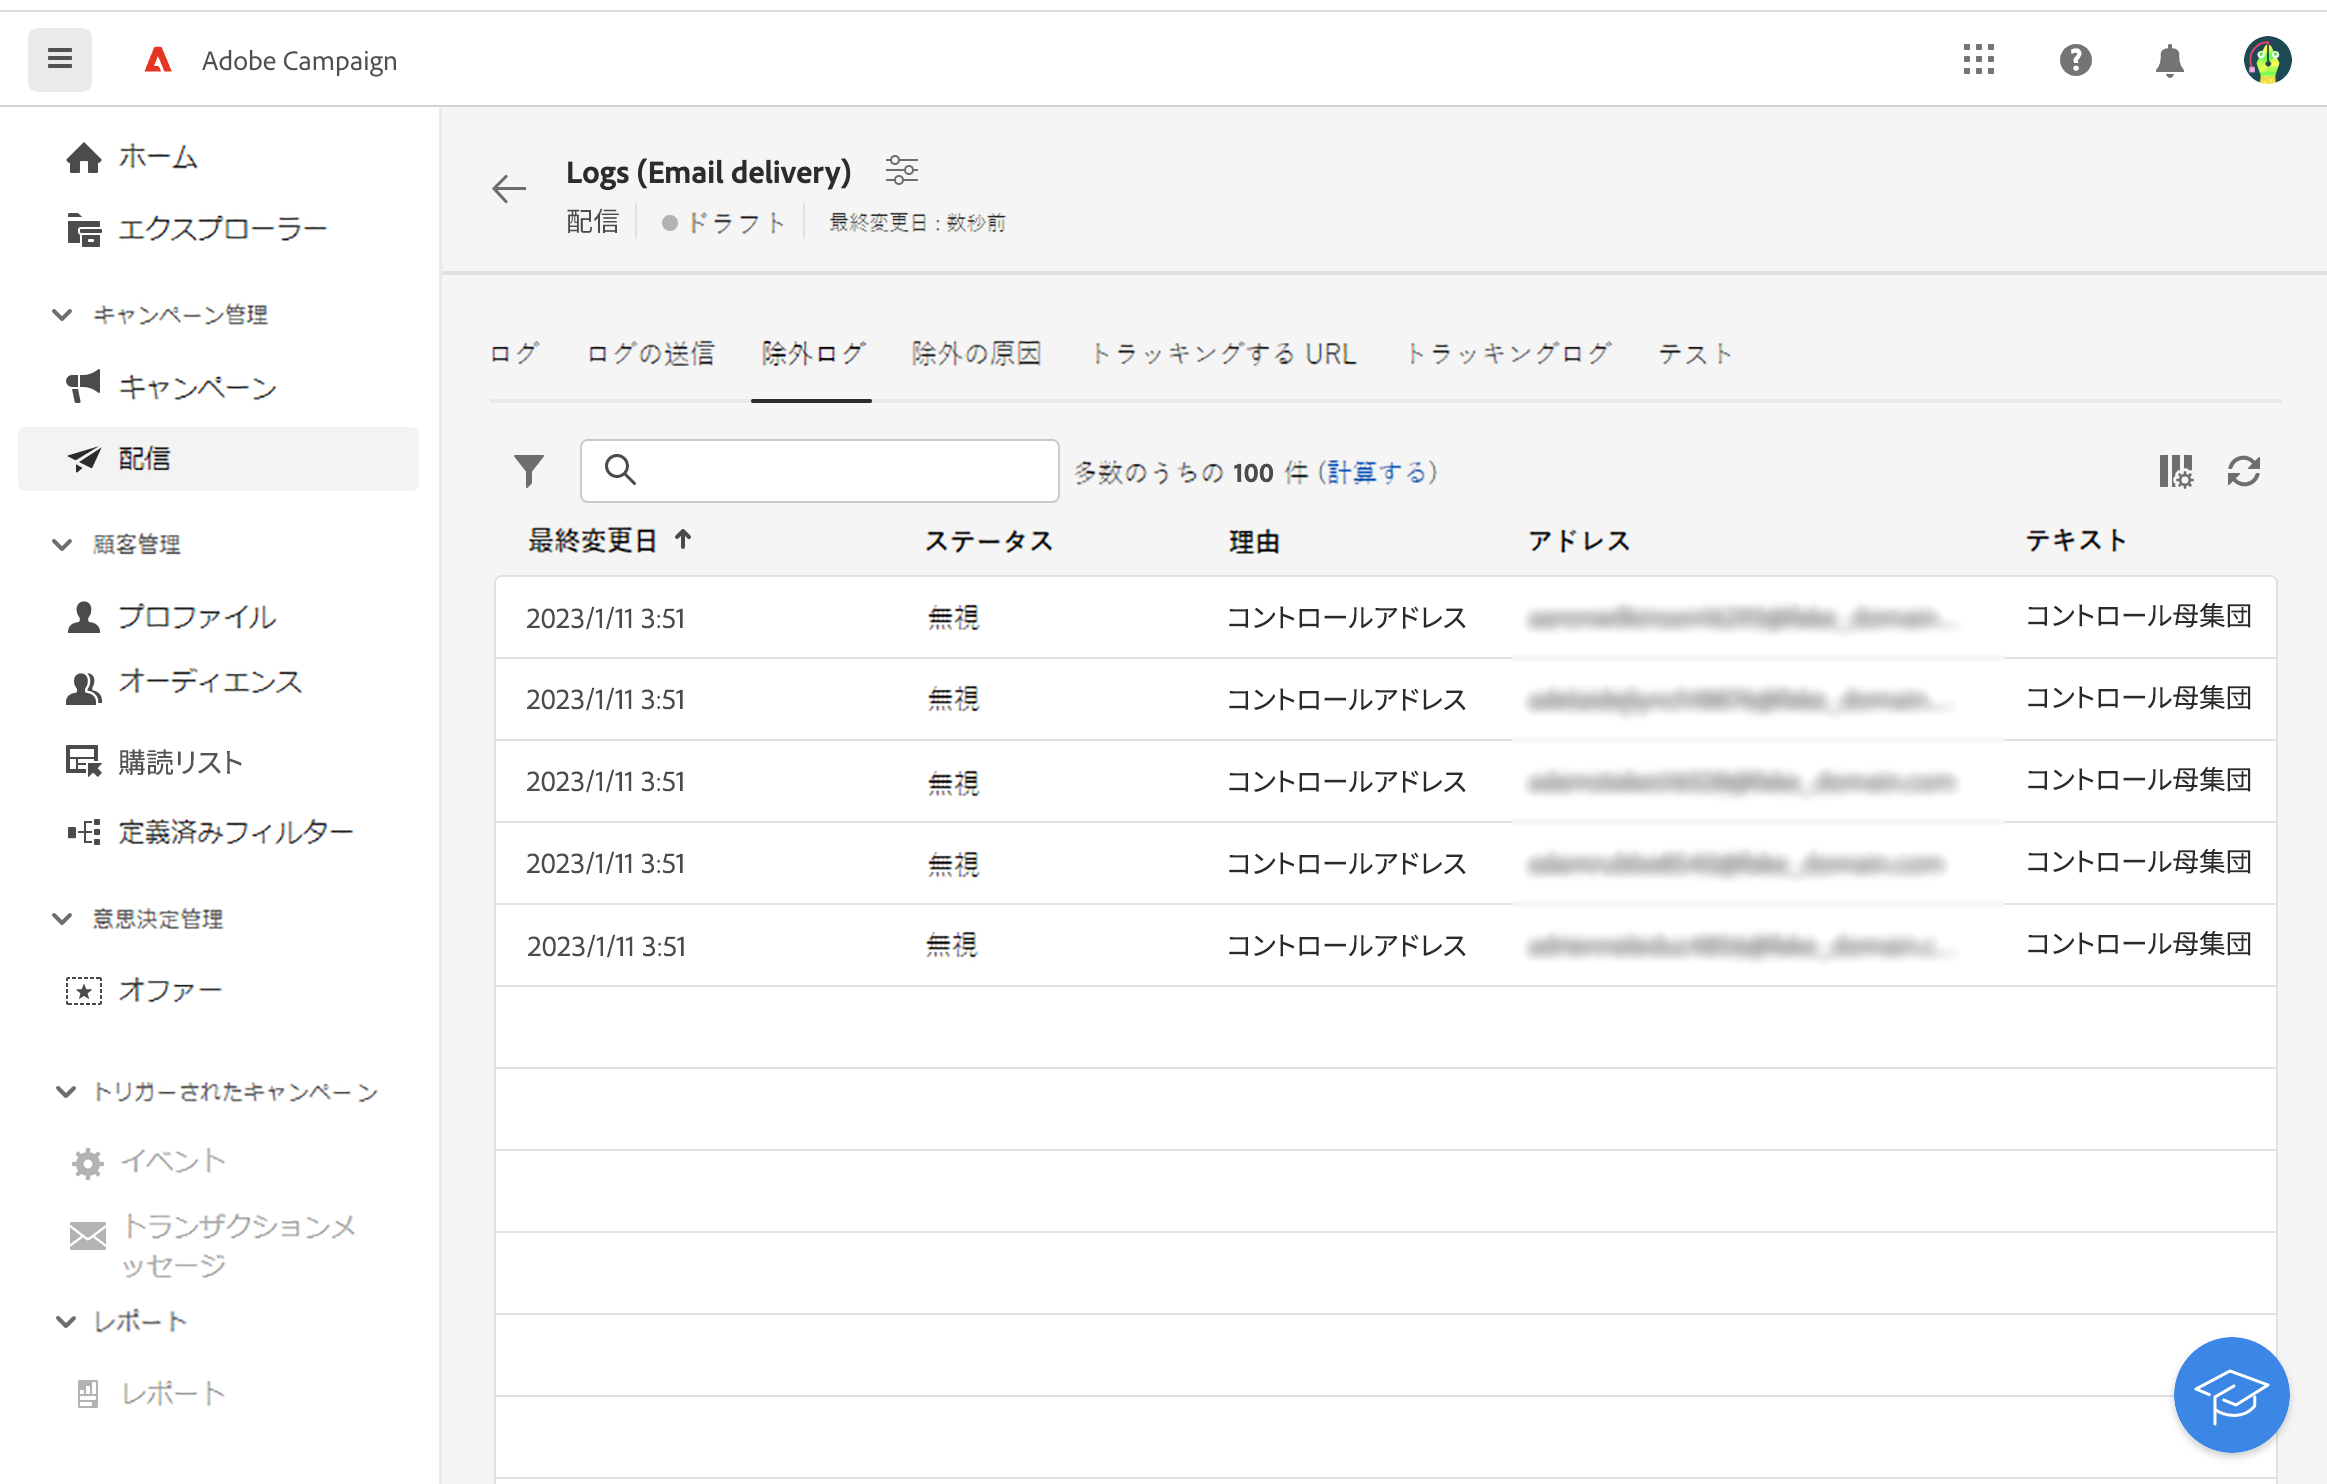 Adobe Campaign
ホーム
エクスプローラー
キャンペーン管理
キャンペーン
配信
顧客管理
プロファイル
オーディエンス
購読リスト
定義済みフィルター
意思決定管理
オファー
トリガーされたキャンペーン
イベント
トランザクションメ
ッセージ
レポート
レポート
Logs (Email delivery)
配信 ドラフト 最終変更日 : 数秒前
ログ ログの送信 除外ログ 除外の原因 トラッキングする URL トラッキングログ テスト
多数のうちの 100 件 (計算する)
最終変更日 ステータス 理由 アドレス テキスト
2023/1/11 3:51 無視 コントロールアドレス コントロール母集団
2023/1/11 3:51 無視 コントロールアドレス コントロール母集団
2023/1/11 3:51 無視 コントロールアドレス コントロール母集団
2023/1/11 3:51 無視 コントロールアドレス コントロール母集団
2023/1/11 3:51 無視 コントロールアドレス コントロール母集団